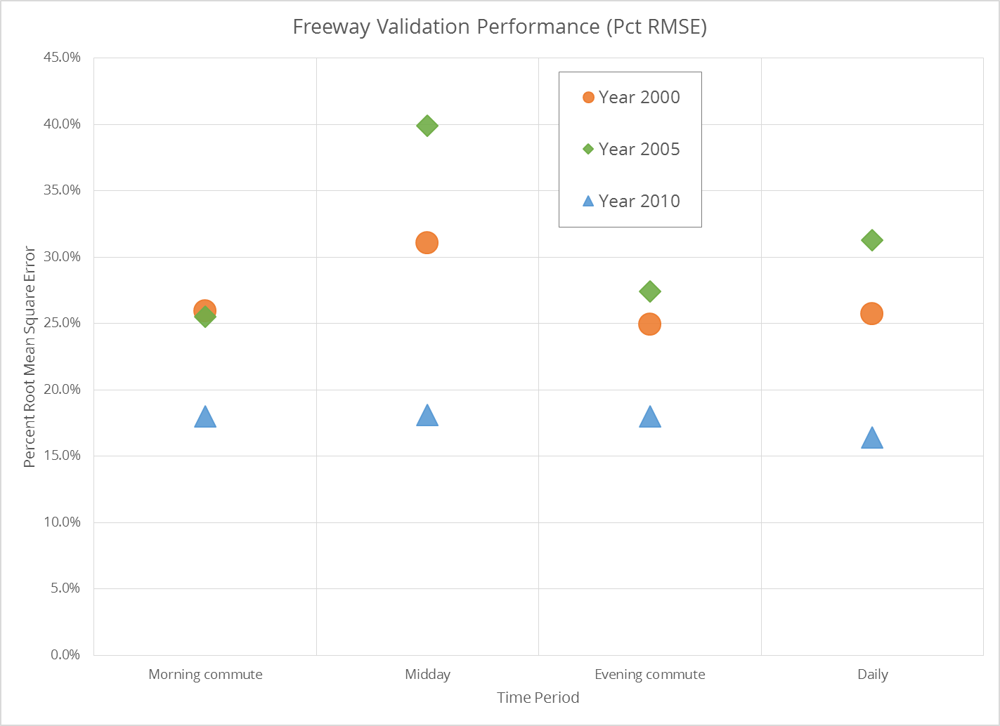 Freeway Validation Performance (Pct RMSE)
45.0%
40.0%
35.0%
30.0%
25.0%
20.0%
15.0%
10.0%
5.0%
0.0%
Percent Root Mean Square Error
Year 2000
Year 2005
Year 2010
Morning commute
Midday
Evening commute
Daily
Time Period